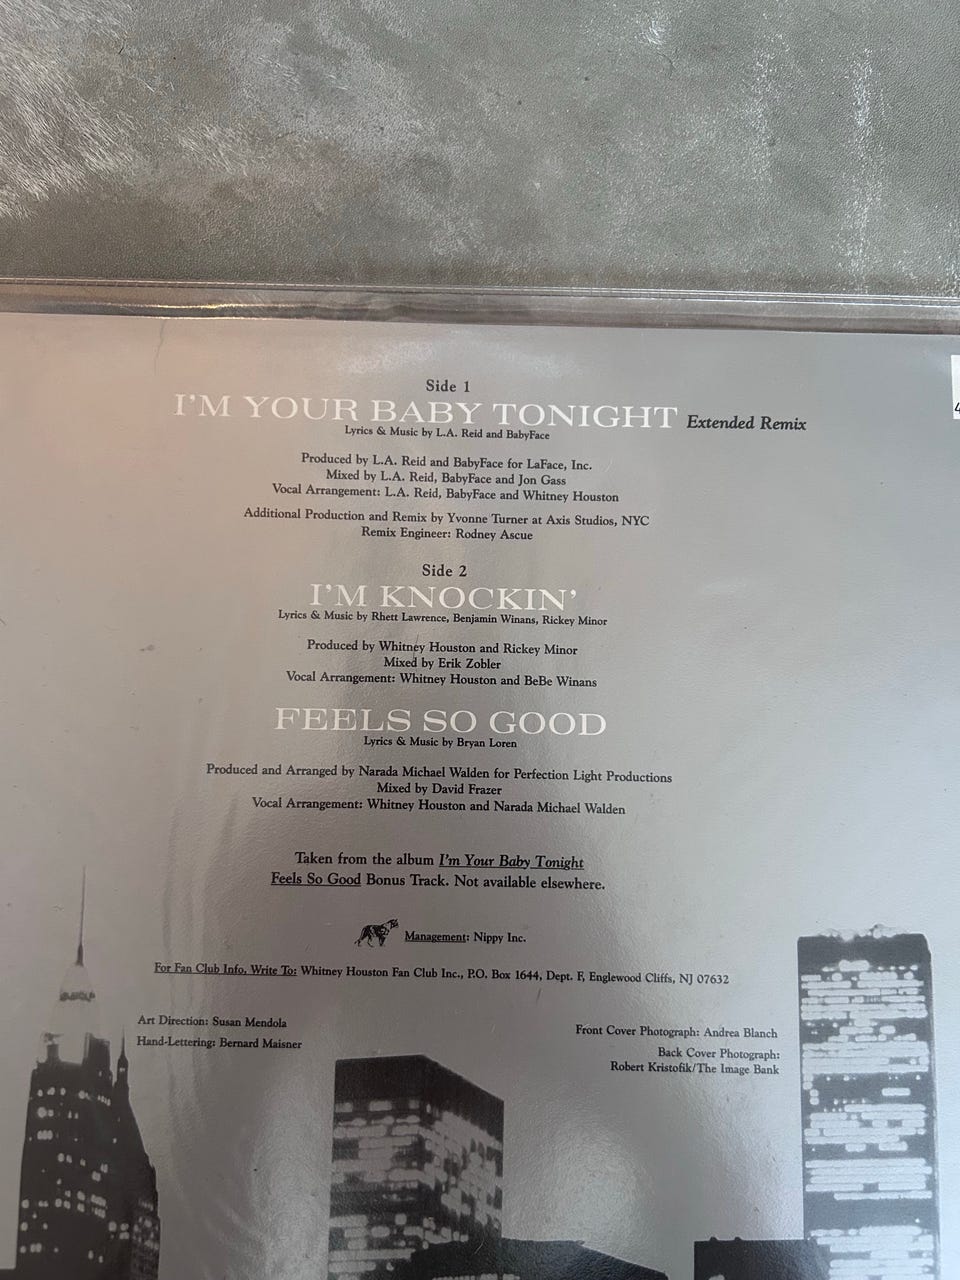 Side 1
I'M YOUR BABY TONIGHT Extended Remix
Lyrics & Music by L.A. Reid and BabyFace
Produced by L.A. Reid and BabyFace for LaFace, Inc.
Mixed by L.A. Reid, BabyFace and Jon Gass
Vocal Arrangement: L.A. Reid, BabyFace and Whitney Houston
Additional Production and Remix by Yvonne Turner at Axis Studios, NYC
Remix Engineer: Rodney Ascue
Side 2
I'M KNOCKIN'
Lyrics & Music by Rhett Lawrence, Benjamin Winans, Rickey Minor
Produced by Whitney Houston and Rickey Minor
Mixed by Erik Zobler
Vocal Arrangement: Whitney Houston and BeBe Winans
FEELS SO GOOD
Lyrics & Music by Bryan Loren
Produced and Arranged by Narada Michael Walden for Perfection Light Productions
Mixed by David Frazer
Vocal Arrangement: Whitney Houston and Narada Michael Walden
Taken from the album I'm Your Baby Tonight
Feels So Good Bonus Track. Not available elsewhere.
Management: Nippy Inc.
For Fan Club Info, Write To: Whitney Houston Fan Club Inc., P.O. Box 1644, Dept. F, Englewood Cliffs, NJ 07632
Art Direction: Susan Mendola
Hand-Lettering: Bernard Maisner
Front Cover Photograph: Andrea Blanch
Back Cover Photograph:
Robert Kristofik/The Image Bank
4